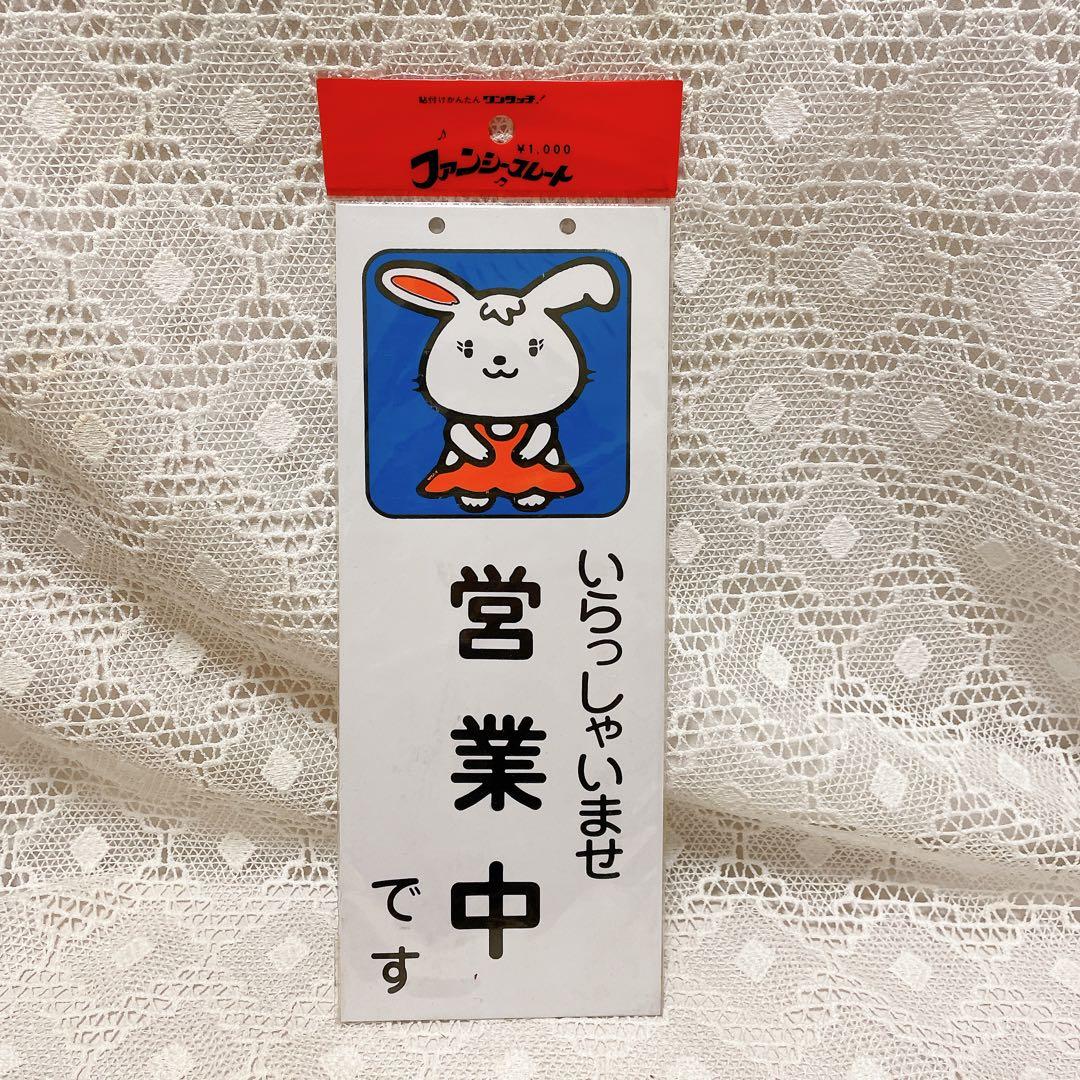 貼付けかんたんワンタッチ!
¥1,000
ファンシープレート
いらっしゃいませ
営業中
です